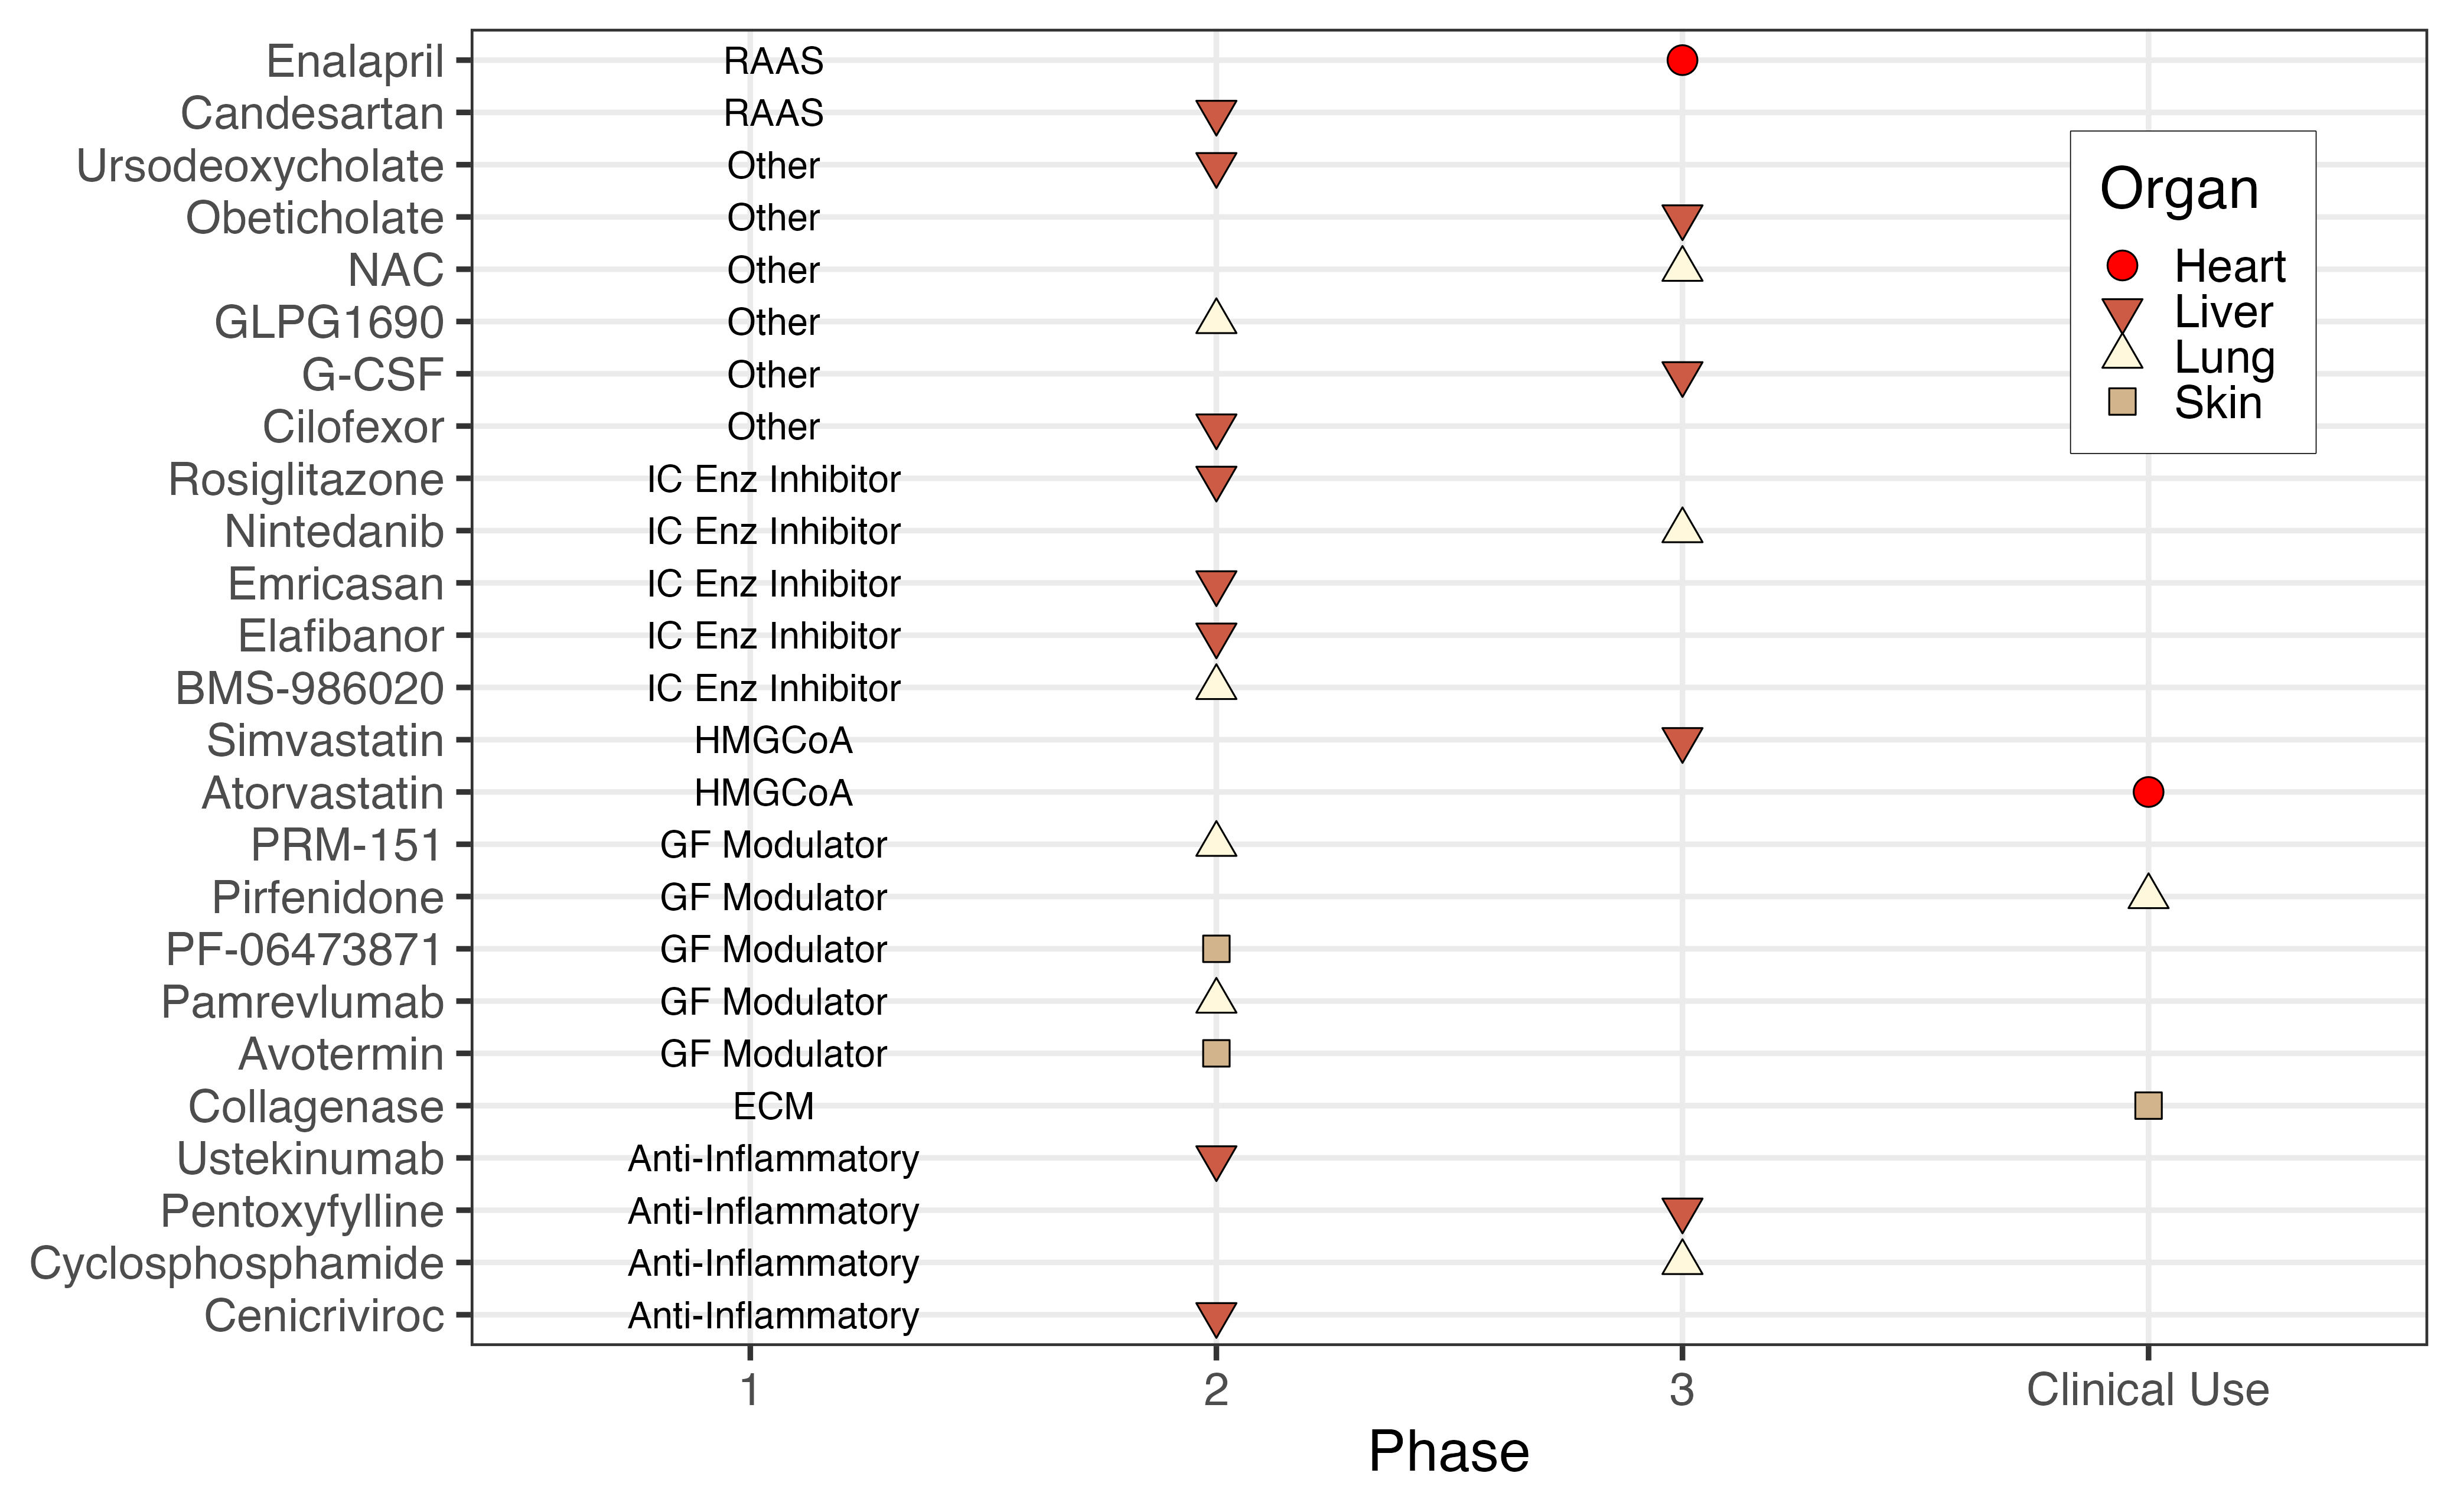 Enalapril RAAS
Candesartan RAAS
Ursodeoxycholate Other
Obeticholate Other
NAC Other
GLPG1690 Other
G-CSF Other
Cilofexor Other
Rosiglitazone IC Enz Inhibitor
Nintedanib IC Enz Inhibitor
Emricasan IC Enz Inhibitor
Elafibanor IC Enz Inhibitor
BMS-986020 IC Enz Inhibitor
Simvastatin HMGCoA
Atorvastatin HMGCoA
PRM-151 GF Modulator
Pirfenidone GF Modulator
PF-06473871 GF Modulator
Pamrevlumab GF Modulator
Avotermin GF Modulator
Collagenase ECM
Ustekinumab Anti-Inflammatory
Pentoxyfylline Anti-Inflammatory
Cyclosphosphamide Anti-Inflammatory
Cenicriviroc Anti-Inflammatory
Organ
Heart
Liver
Lung
Skin
1 2 3 Clinical Use
Phase